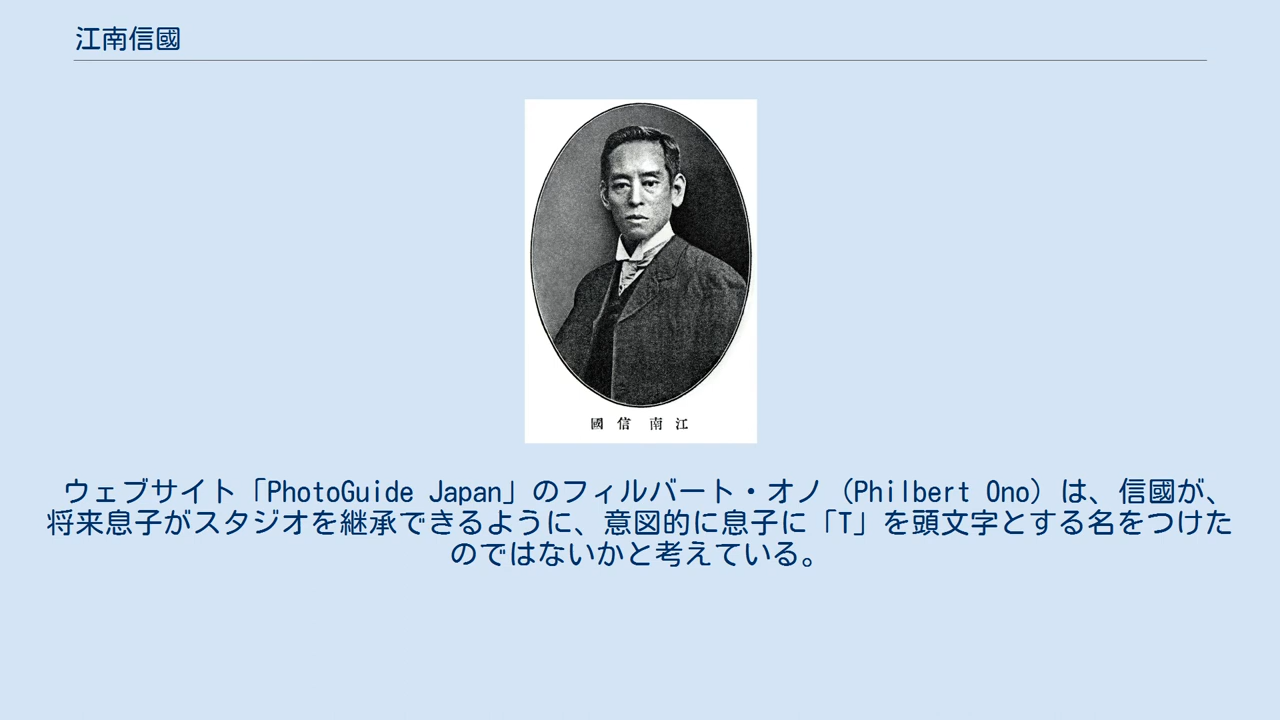 江南信國
國信南江
ウェブサイト「PhotoGuide Japan」のフィルバート・オノ（Philbert Ono）は、信國が、
将来息子がスタジオを継承できるように、意図的に息子に「T」を頭文字とする名をつけた
のではないかと考えている。